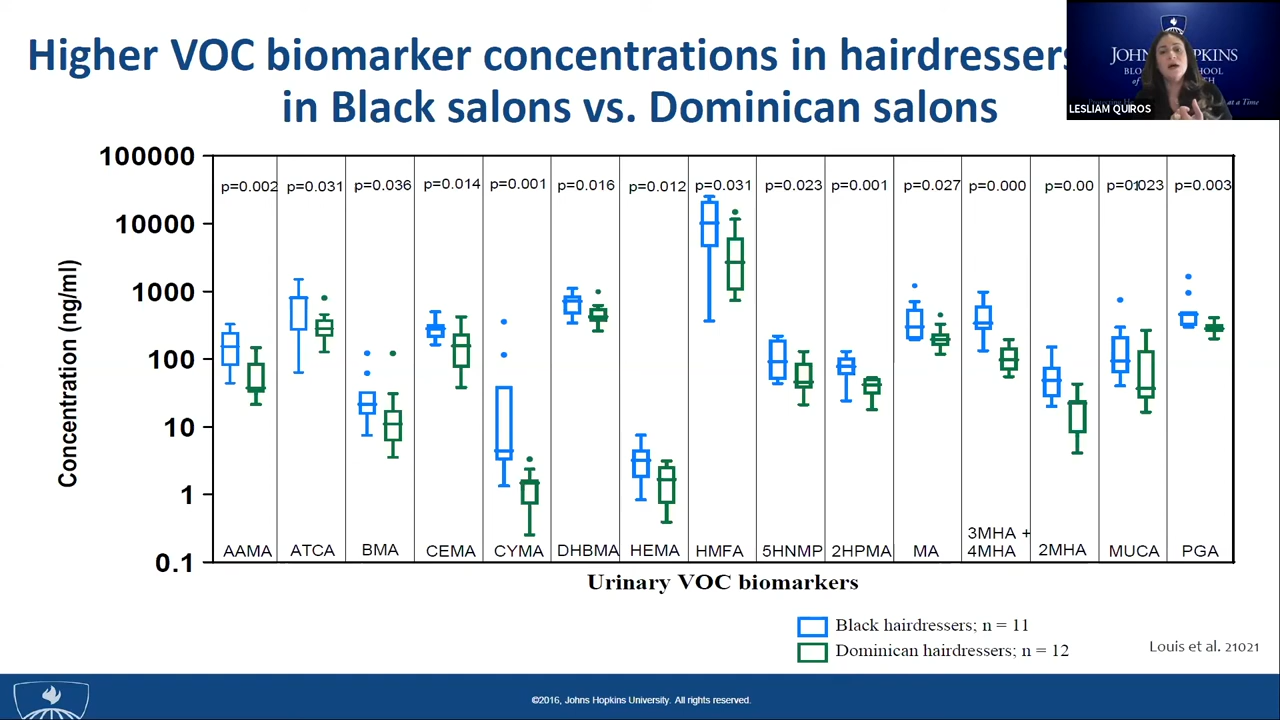 Higher VOC biomarker concentrations in hairdressers
in Black salons vs. Dominican salons
JOHNS HOPKINS
LESLIAM QUIROS
at a Time
100000
10000
1000
100
10
1
0.1
Concentration (ng/ml)
p=0.002 p=0.031 p=0.036 p=0.014 p=0.001 p=0.016 p=0.012 p=0.031 p=0.023 p=0.001 p=0.027 p=0.000 p=0.00 p=0.023 p=0.003
AAMA ATCA BMA CEMA CYMA DHBMA HEMA HMFA 5HNMP 2HPMA MA 3MHA + 2MHA MUCA PGA
4MHA
Urinary VOC biomarkers
Black hairdressers; n = 11
Dominican hairdressers; n = 12
Louis et al. 21021
©2016, Johns Hopkins University. All rights reserved.